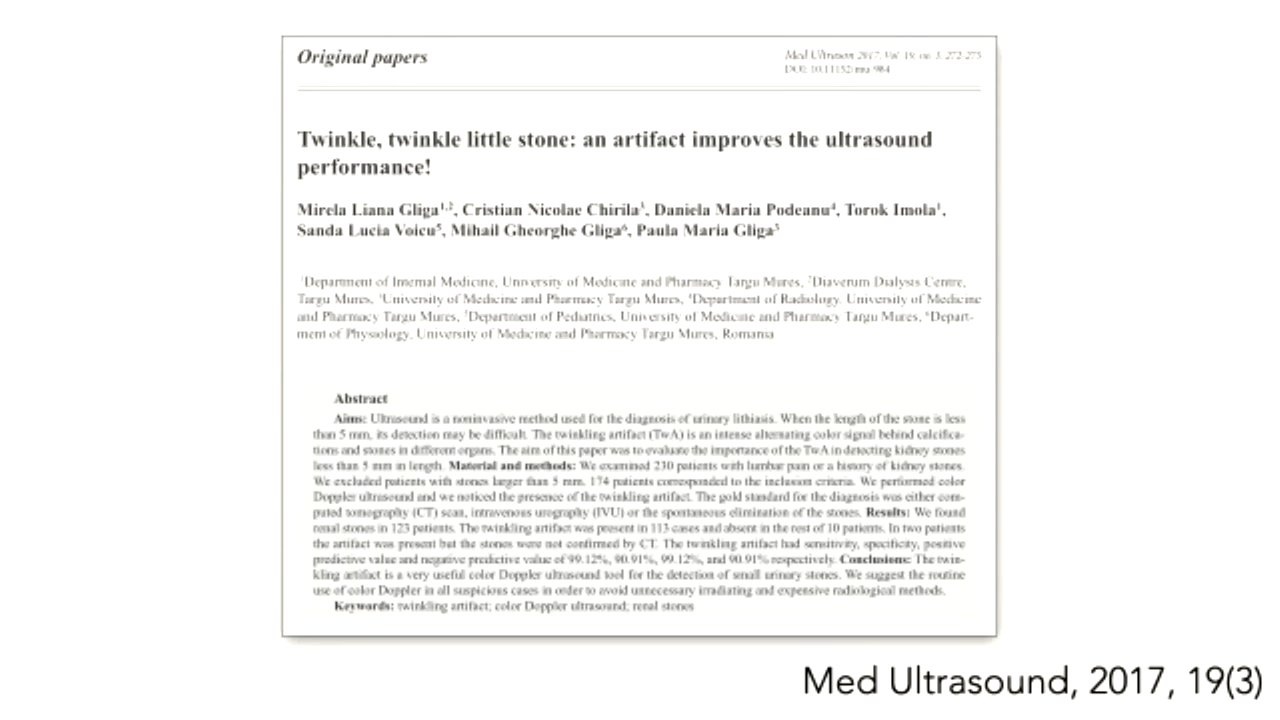 Original papers
Med Ultrason 2017, Vol. 19, no. 3, 272-275
DOI: 10.11152/mu-984
Twinkle, twinkle little stone: an artifact improves the ultrasound
performance!
Mirela Liana Gliga1,2, Cristian Nicolae Chirila3, Daniela Maria Podeanu4, Torok Imola1,
Sanda Lucia Voicu5, Mihail Gheorghe Gliga6, Paula Maria Gliga3
1Department of Internal Medicine, University of Medicine and Pharmacy Targu Mures, 2Diaverum Dialysis Centre,
Targu Mures, 3University of Medicine and Pharmacy Targu Mures, 4Department of Radiology, University of Medicine
and Pharmacy Targu Mures, 5Department of Pediatrics, University of Medicine and Pharmacy Targu Mures, 6Depart-
ment of Physiology, University of Medicine and Pharmacy Targu Mures, Romania
Abstract
Aims: Ultrasound is a noninvasive method used for the diagnosis of urinary lithiasis. When the length of the stone is less
than 5 mm, its detection may be difficult. The twinkling artifact (TwA) is an intense alternating color signal behind calcifica-
tions and stones in different organs. The aim of this paper was to evaluate the importance of the TwA in detecting kidney stones
less than 5 mm in length. Material and methods: We examined 230 patients with lumbar pain or a history of kidney stones.
We excluded patients with stones larger than 5 mm. 174 patients corresponded to the inclusion criteria. We performed color
Doppler ultrasound and we noticed the presence of the twinkling artifact. The gold standard for the diagnosis was either com-
puted tomography (CT) scan, intravenous urography (IVU) or the spontaneous elimination of the stones. Results: We found
renal stones in 123 patients. The twinkling artifact was present in 113 cases and absent in the rest of 10 patients. In two patients
the artifact was present but the stones were not confirmed by CT. The twinkling artifact had sensitivity, specificity, positive
predictive value and negative predictive value of 99.12%, 90.91%, 99.12%, and 90.91% respectively. Conclusions: The twin-
kling artifact is a very useful color Doppler ultrasound tool for the detection of small urinary stones. We suggest the routine
use of color Doppler in all suspicious cases in order to avoid unnecessary irradiating and expensive radiological methods.
Keywords: twinkling artifact; color Doppler ultrasound; renal stones
Med Ultrasound, 2017, 19(3)